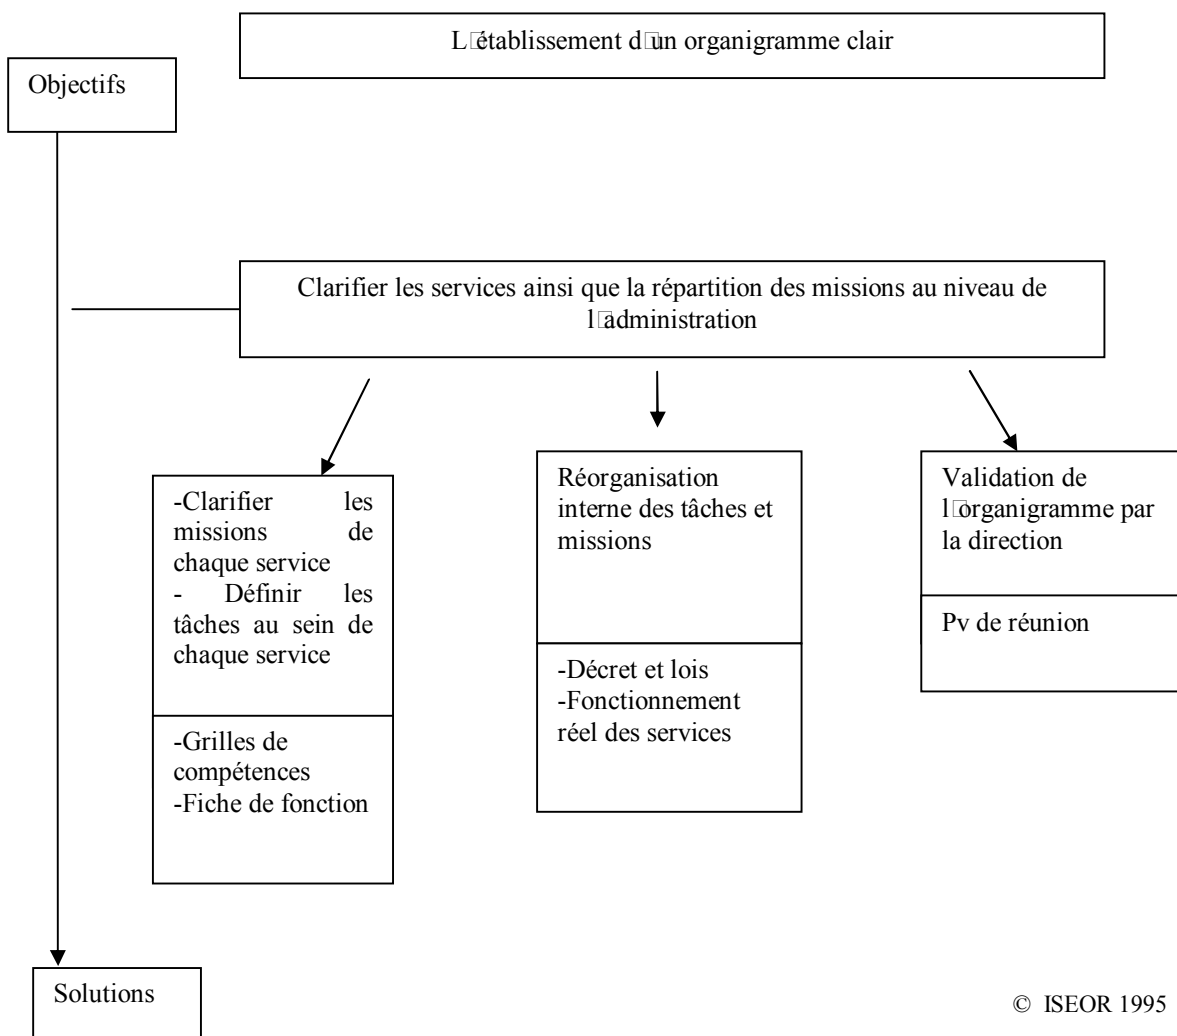 L□établissement d□un organigramme clair
Objectifs
Clarifier les services ainsi que la répartition des missions au niveau de
l□administration
-Clarifier les
missions de
chaque service
- Définir les
tâches au sein de
chaque service
-Grilles de
compétences
-Fiche de fonction
Réorganisation
interne des tâches et
missions
-Décret et lois
-Fonctionnement
réel des services
Validation de
l□organigramme par
la direction
Pv de réunion
Solutions
© ISEOR 1995